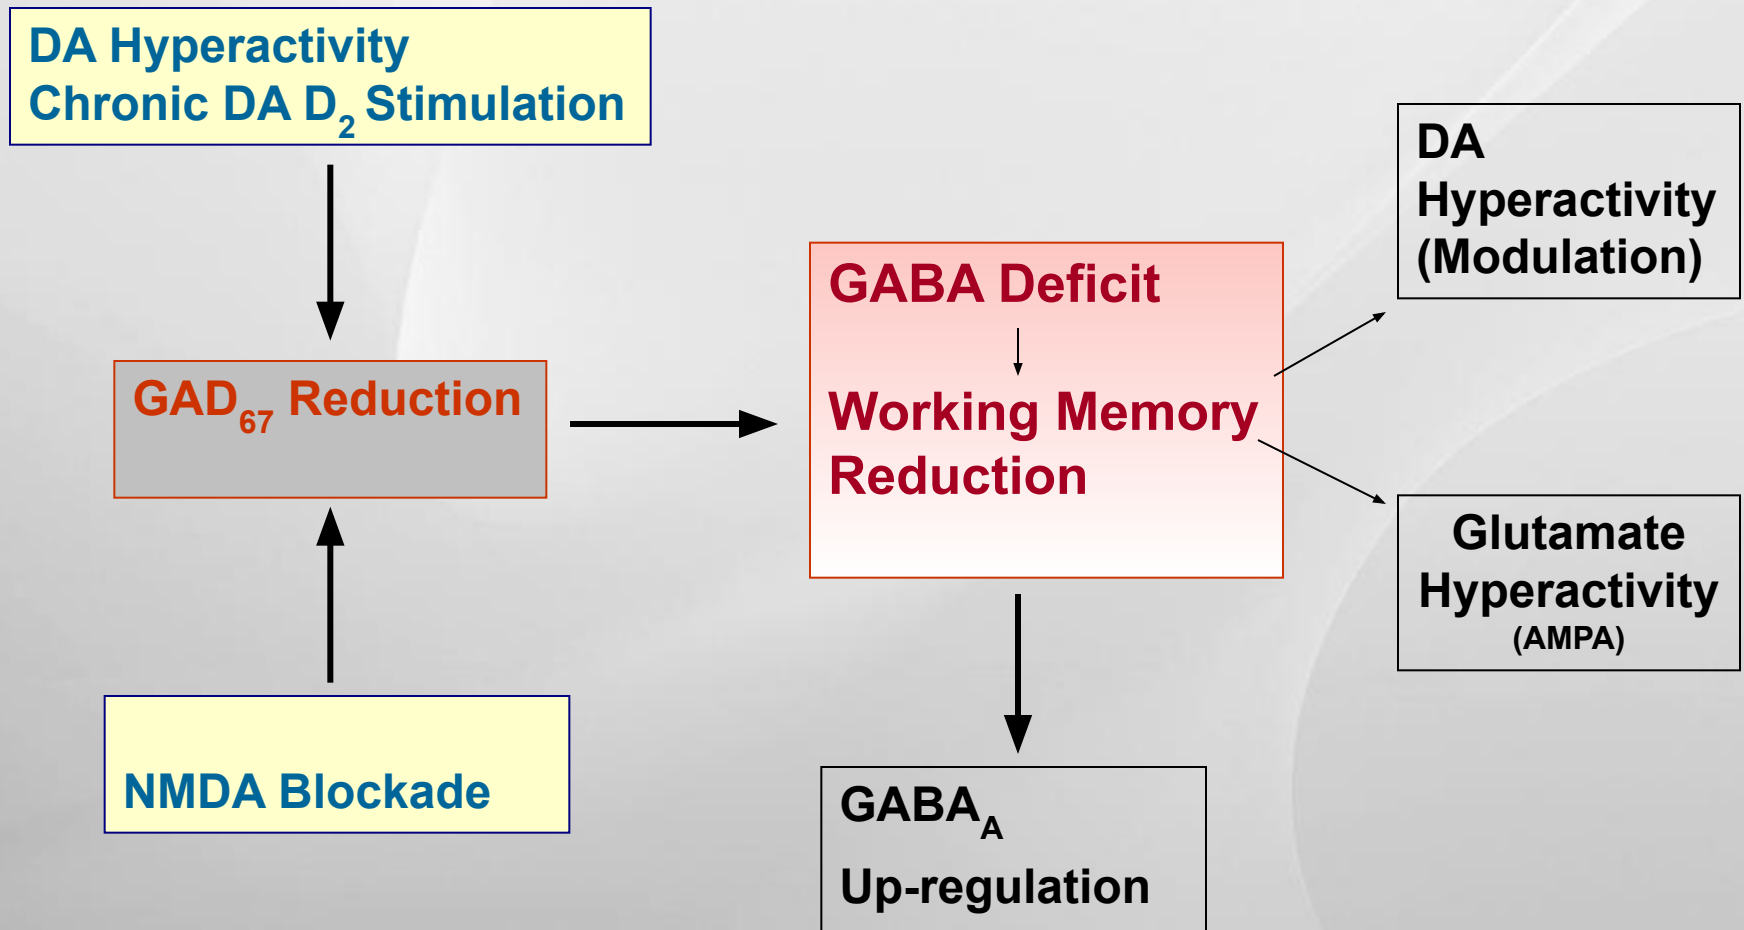 DA Hyperactivity
Chronic DA D₂ Stimulation
DA
Hyperactivity
(Modulation)
GABA Deficit
Working Memory
Reduction
GAD₆₇ Reduction
Glutamate
Hyperactivity
(AMPA)
NMDA Blockade
GABA_A
Up-regulation